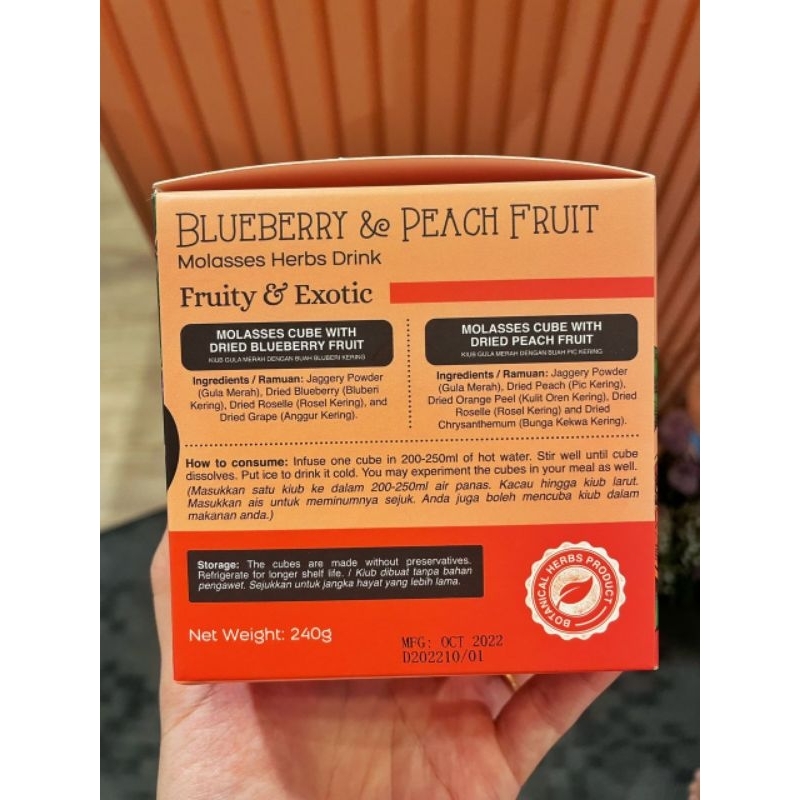 BLUEBERRY & PEACH FRUIT
Molasses Herbs Drink
Fruity & Exotic
MOLASSES CUBE WITH
DRIED BLUEBERRY FRUIT
KIUB GULA MERAH DENGAN BUAH BLUBERI KERING
Ingredients / Ramuan: Jaggery Powder
(Gula Merah), Dried Blueberry (Bluberi
Kering), Dried Roselle (Rosel Kering), and
Dried Grape (Anggur Kering).
MOLASSES CUBE WITH
DRIED PEACH FRUIT
KIUB GULA MERAH DENGAN BUAH PIC KERING
Ingredients / Ramuan: Jaggery Powder
(Gula Merah), Dried Peach (Pic Kering),
Dried Orange Peel (Kulit Oren Kering), Dried
Roselle (Rosel Kering) and Dried
Chrysanthemum (Bunga Kekwa Kering).
How to consume: Infuse one cube in 200-250ml of hot water. Stir well until cube
dissolves. Put ice to drink it cold. You may experiment the cubes in your meal as well.
(Masukkan satu kiub ke dalam 200-250ml air panas. Kacau hingga kiub larut.
Masukkan ais untuk meminumnya sejuk. Anda juga boleh mencuba kiub dalam
makanan anda.)
Storage: The cubes are made without preservatives.
Refrigerate for longer shelf life. / Kiub dibuat tanpa bahan
pengawet. Sejukkan untuk jangka hayat yang lebih lama.
BOTANICAL HERBS PRODUCT
Net Weight: 240g
MFG: OCT 2022
D202210/01